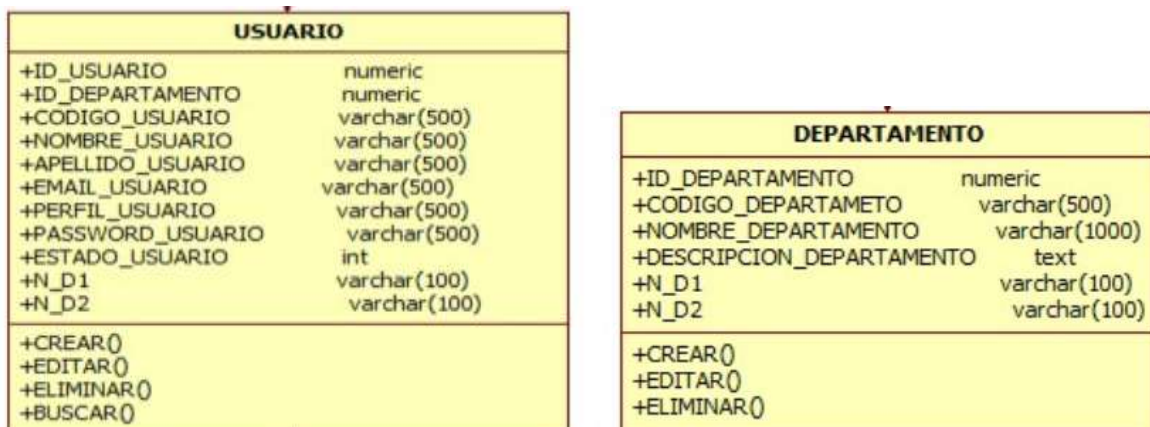 USUARIO
+ID_USUARIO numeric
+ID_DEPARTAMENTO numeric
+CODIGO_USUARIO varchar(500)
+NOMBRE_USUARIO varchar(500)
+APELLIDO_USUARIO varchar(500)
+EMAIL_USUARIO varchar(500)
+PERFIL_USUARIO varchar(500)
+PASSWORD_USUARIO varchar(500)
+ESTADO_USUARIO int
+N_D1 varchar(100)
+N_D2 varchar(100)
+CREAR()
+EDITAR()
+ELIMINAR()
+BUSCAR()
DEPARTAMENTO
+ID_DEPARTAMENTO numeric
+CODIGO_DEPARTAMETO varchar(500)
+NOMBRE_DEPARTAMENTO varchar(1000)
+DESCRIPCION_DEPARTAMENTO text
+N_D1 varchar(100)
+N_D2 varchar(100)
+CREAR()
+EDITAR()
+ELIMINAR()